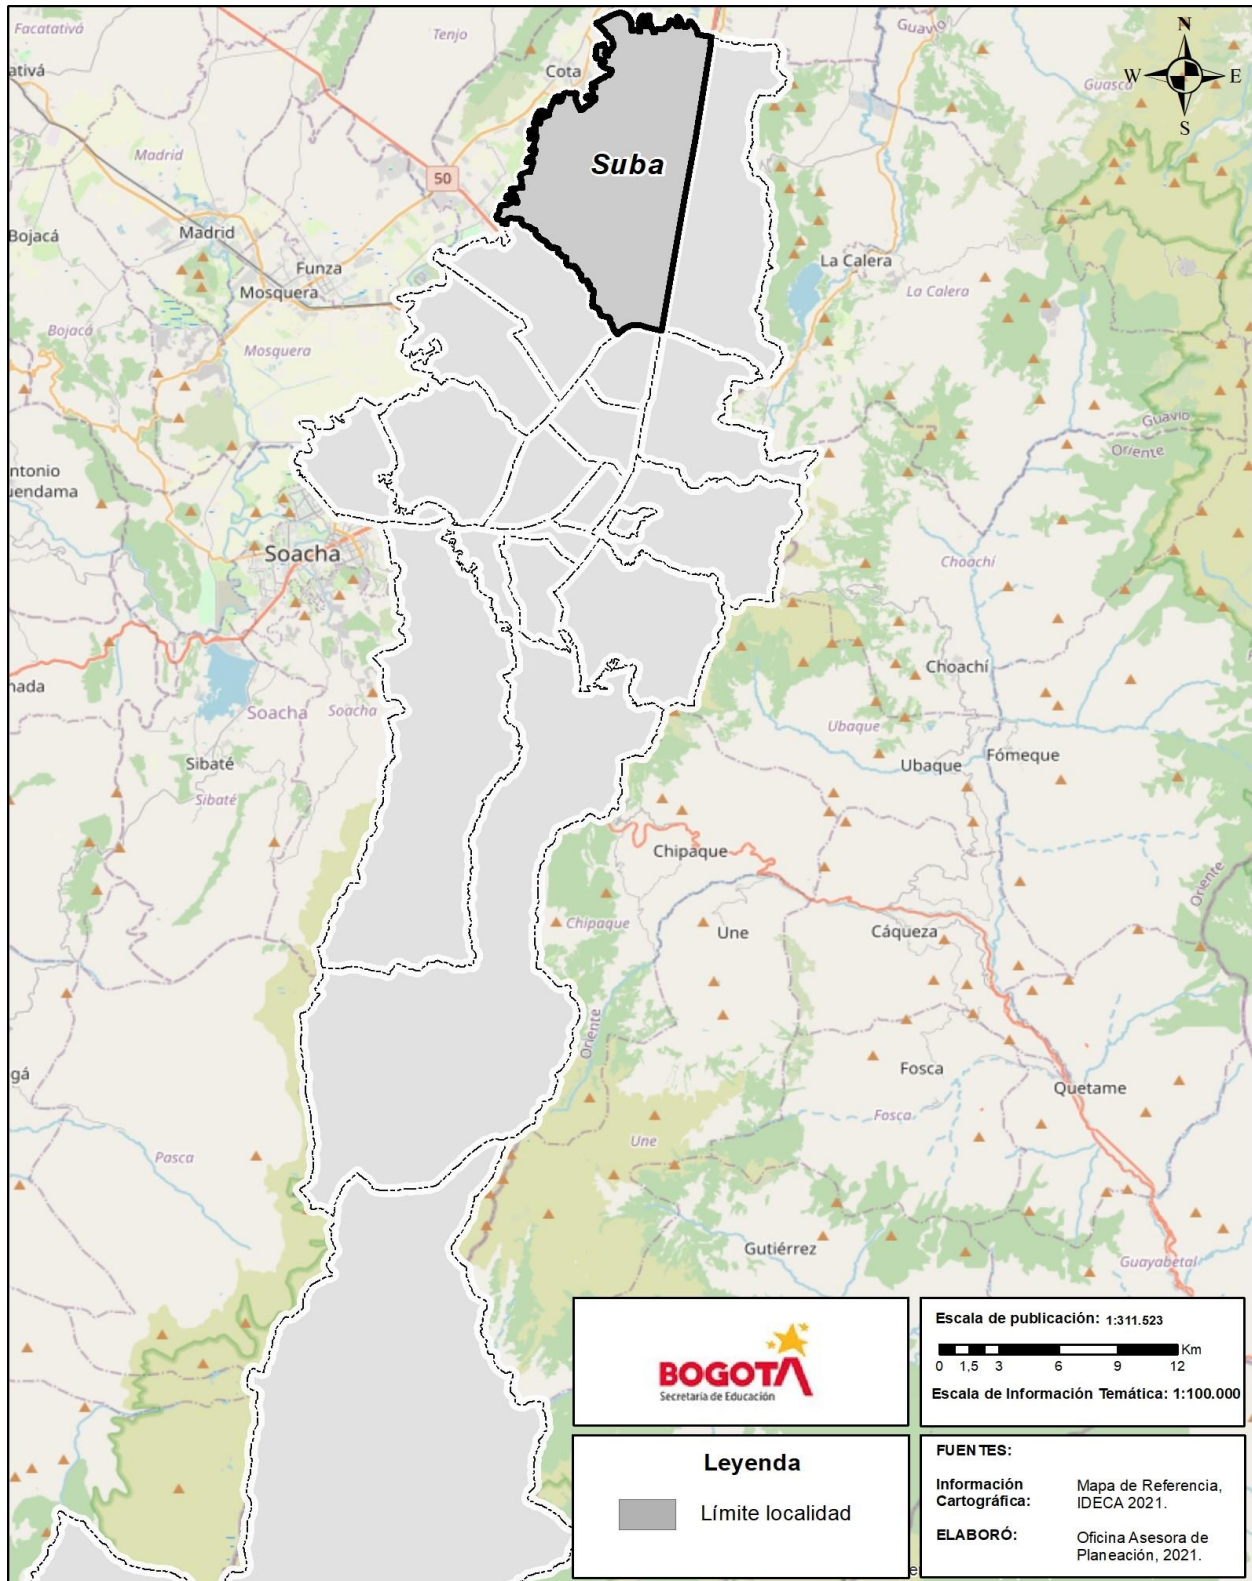 Facatativá
Tenjo
Guavio
N
W
E
S
ativá
Cota
Guasca
Madrid
50
Suba
Bojacá
Madrid
Funza
Mosquera
La Calera
La Calera
Bojacá
Mosquera
Guavio
Oriente
ntonio
uendama
Soacha
Choachí
Choachí
nada
Soacha
Soacha
Ubaque
Sibaté
Ubaque
Fómeque
Sibaté
Chipaque
Oriente
Chipaque
Une
Cáqueza
Oriente
gá
Fosca
Quetame
Fosca
Une
Pasca
Gutiérrez
Guayabetal
BOGOTÁ
Secretaría de Educación
Escala de publicación: 1:311.523
Km
0 1,5 3 6 9 12
Escala de Información Temática: 1:100.000
Leyenda
Límite localidad
FUENTES:
Información Cartográfica:
Mapa de Referencia,
IDECA 2021.
ELABORÓ:
Oficina Asesora de
Planeación, 2021.